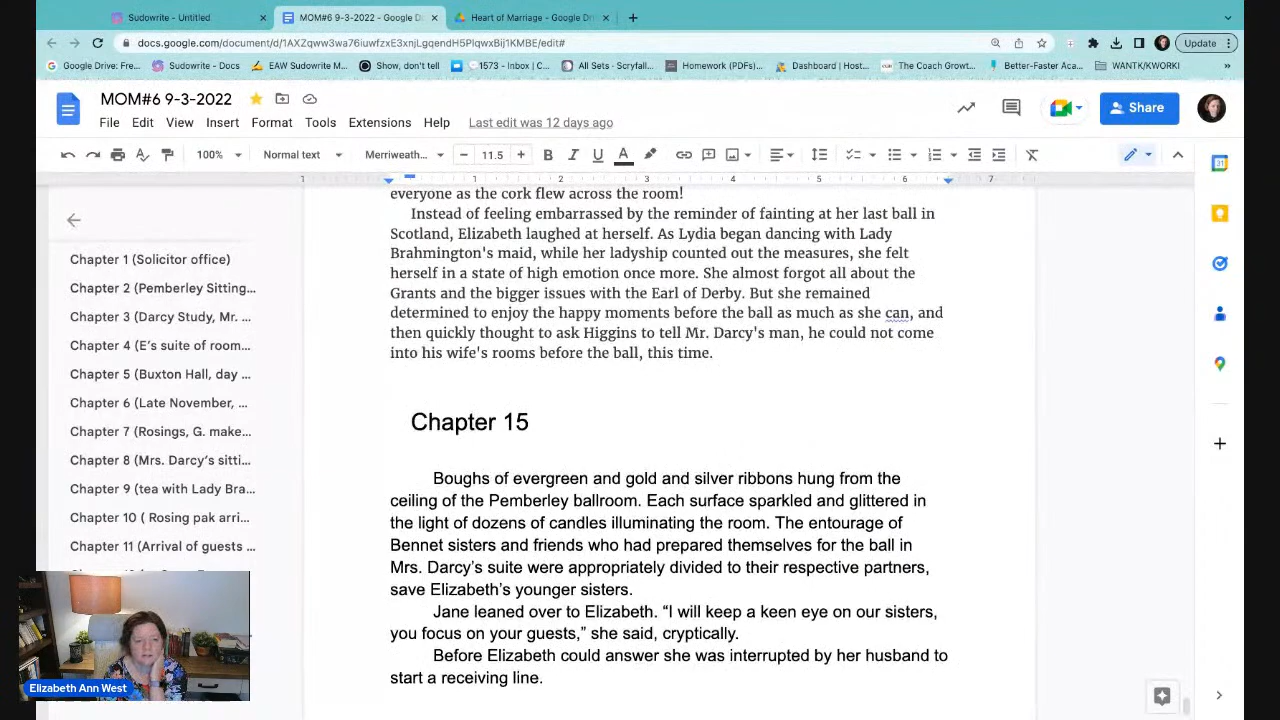 Sudowrite - Untitled
MOM#6 9-3-2022 - Google D
Heart of Marriage - Google Driv
docs.google.com/document/d/1AXZqww3wa76iuwfzxE3xnjLgqendH5PIqwxBij1KMBE/edit#
Update
Google Drive: Fre...
Sudowrite - Docs
EAW Sudowrite M...
Show, don't tell
1573 - Inbox | C...
All Sets · Scryfall...
Homework (PDFs)...
Dashboard | Host...
The Coach Growt...
Better-Faster Aca...
WANTK/KWORKI
MOM#6 9-3-2022
File Edit View Insert Format Tools Extensions Help Last edit was 12 days ago
Share
100% Normal text Merriweath... 11.5
1 1 2 3 4 5 6 7
Chapter 1 (Solicitor office)
Chapter 2 (Pemberley Sitting...
Chapter 3 (Darcy Study, Mr. ...
Chapter 4 (E's suite of room...
Chapter 5 (Buxton Hall, day ...
Chapter 6 (Late November, ...
Chapter 7 (Rosings, G. make...
Chapter 8 (Mrs. Darcy's sitti...
Chapter 9 (tea with Lady Bra...
Chapter 10 ( Rosing pak arri...
Chapter 11 (Arrival of guests ...
everyone as the cork flew across the room!
Instead of feeling embarrassed by the reminder of fainting at her last ball in
Scotland, Elizabeth laughed at herself. As Lydia began dancing with Lady
Brahmington's maid, while her ladyship counted out the measures, she felt
herself in a state of high emotion once more. She almost forgot all about the
Grants and the bigger issues with the Earl of Derby. But she remained
determined to enjoy the happy moments before the ball as much as she can, and
then quickly thought to ask Higgins to tell Mr. Darcy's man, he could not come
into his wife's rooms before the ball, this time.
Chapter 15
Boughs of evergreen and gold and silver ribbons hung from the
ceiling of the Pemberley ballroom. Each surface sparkled and glittered in
the light of dozens of candles illuminating the room. The entourage of
Bennet sisters and friends who had prepared themselves for the ball in
Mrs. Darcy's suite were appropriately divided to their respective partners,
save Elizabeth's younger sisters.
Jane leaned over to Elizabeth. "I will keep a keen eye on our sisters,
you focus on your guests," she said, cryptically.
Before Elizabeth could answer she was interrupted by her husband to
start a receiving line.
Elizabeth Ann West